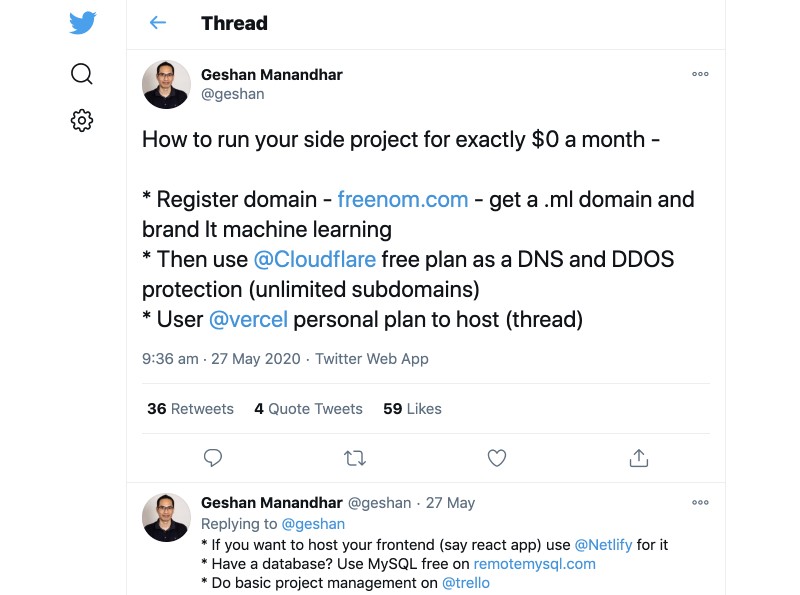 Thread
Geshan Manandhar
@geshan
How to run your side project for exactly $0 a month -
* Register domain - freenom.com - get a .ml domain and
brand It machine learning
* Then use @Cloudflare free plan as a DNS and DDOS
protection (unlimited subdomains)
* User @vercel personal plan to host (thread)
9:36 am · 27 May 2020 · Twitter Web App
36 Retweets 4 Quote Tweets 59 Likes
Geshan Manandhar @geshan · 27 May
Replying to @geshan
* If you want to host your frontend (say react app) use @Netlify for it
* Have a database? Use MySQL free on remotemysql.com
* Do basic project management on @trello